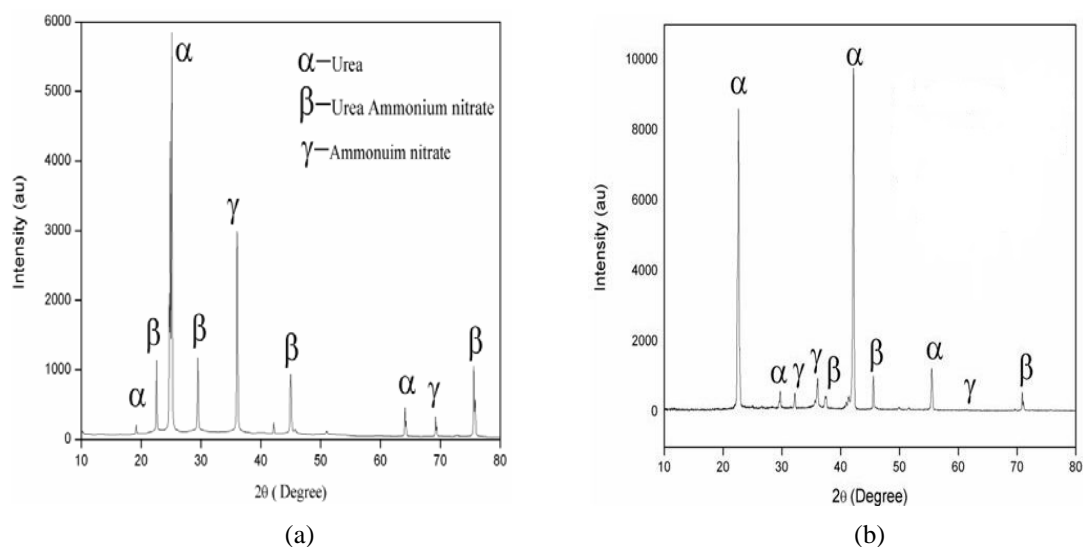 6000
5000
4000
3000
2000
1000
0
10 20 30 40 50 60 70 80
Intensity (au)
2θ ( Degree)
α–Urea
β–Urea Ammonium nitrate
γ–Ammonuim nitrate
α
β
α
β
γ
β
α
γ
β
(a)
10000
8000
6000
4000
2000
0
10 20 30 40 50 60 70 80
Intensity (au)
2θ (Degree)
α
α
γ
γ
β
α
β
α
γ
β
(b)